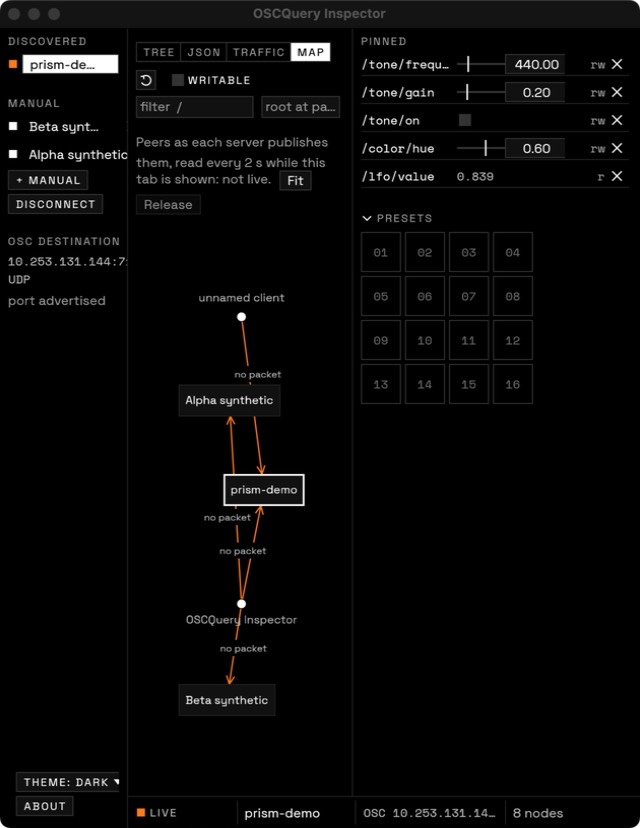 OSCQuery Inspector
DISCOVERED
prism-de...
MANUAL
Beta synt...
Alpha synthetic
+ MANUAL
DISCONNECT
OSC DESTINATION
10.253.131.144:7
UDP
port advertised
THEME: DARK
ABOUT
TREE JSON TRAFFIC MAP
WRITABLE
filter / root at pa...
Peers as each server publishes
them, read every 2 s while this
tab is shown: not live. Fit
Release
unnamed client
no packet
Alpha synthetic
prism-demo
no packet
no packet
OSCQuery Inspector
no packet
Beta synthetic
PINNED
/tone/frequ... 440.00 rw
/tone/gain 0.20 rw
/tone/on rw
/color/hue 0.60 rw
/lfo/value 0.839 r
PRESETS
01 02 03 04
05 06 07 08
09 10 11 12
13 14 15 16
LIVE prism-demo OSC 10.253.131.14... 8 nodes